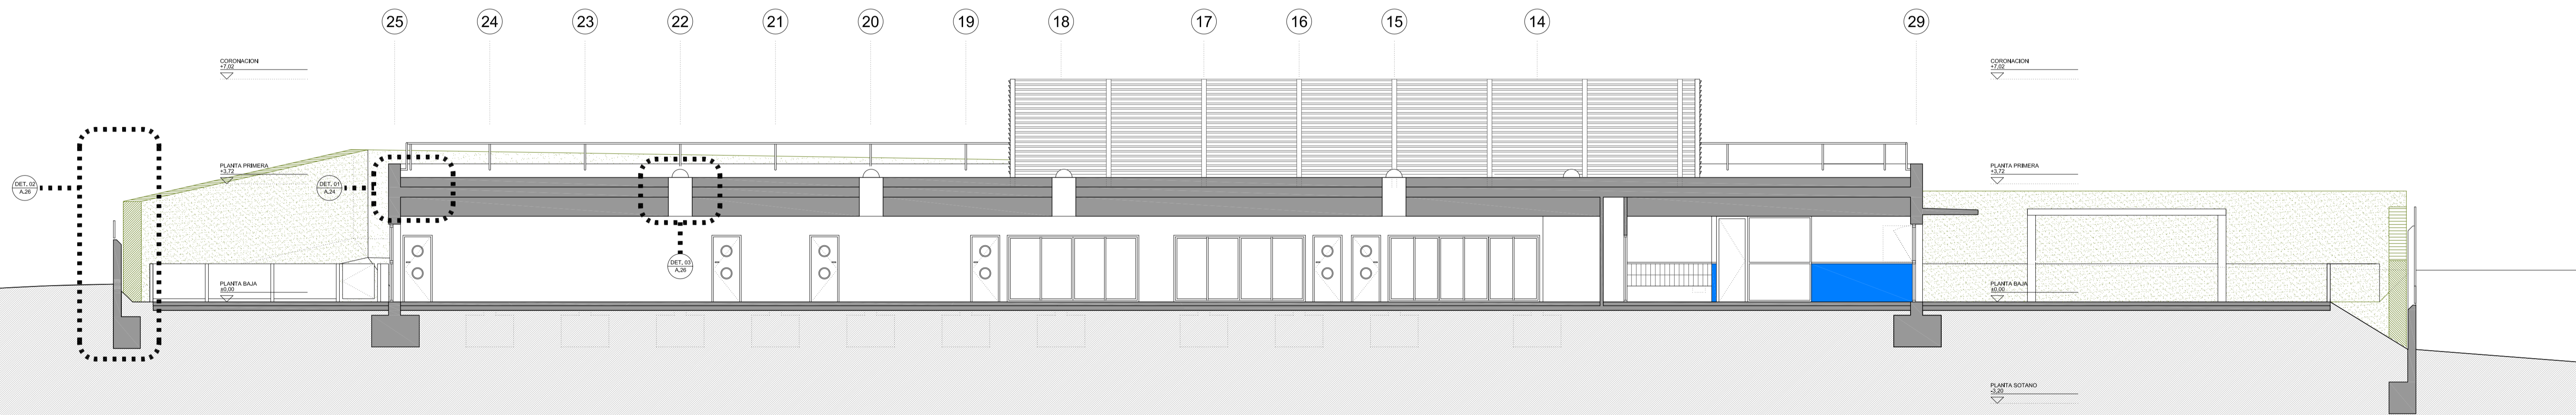 25 24 23 22 21 20 19 18 17 16 15 14 29
CORONACION
+7,02
CORONACION
+7,02
PLANTA PRIMERA
+3,72
PLANTA PRIMERA
+3,72
DET. 02
A.26
DET. 01
A.24
DET. 03
A.26
PLANTA BAJA
±0,00
PLANTA BAJA
±0,00
PLANTA SOTANO
-3,20